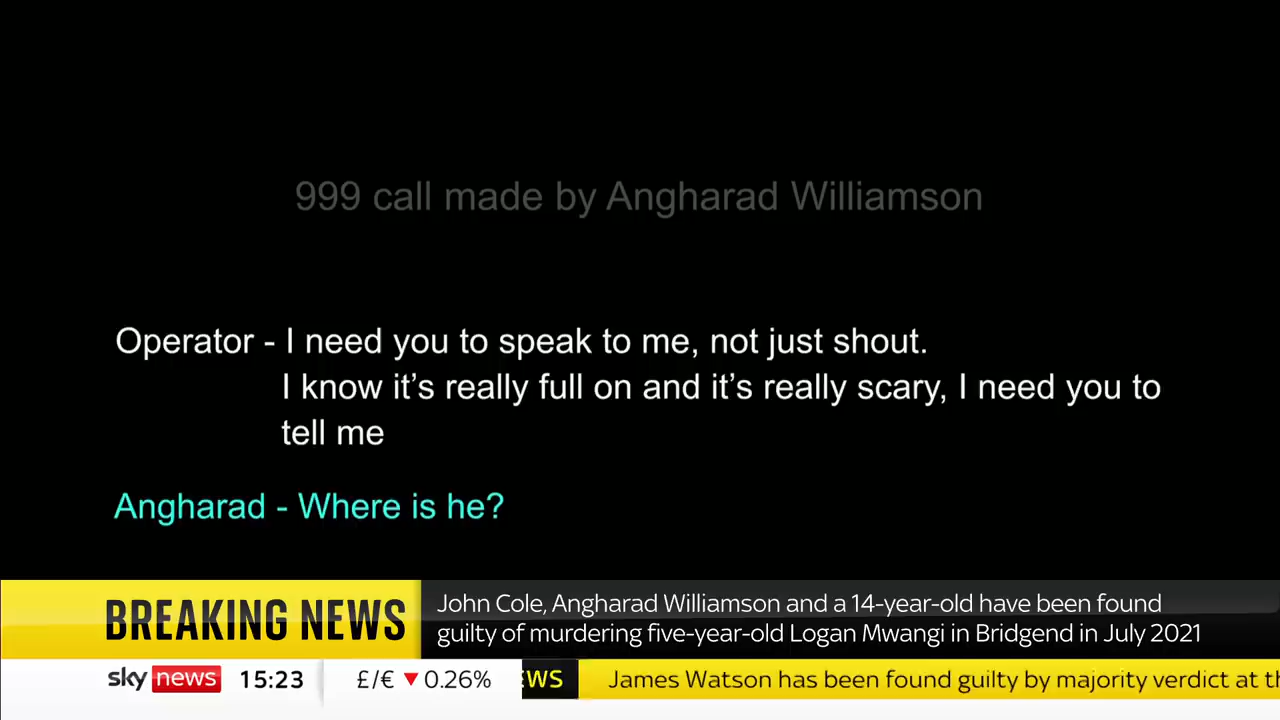 999 call made by Angharad Williamson
Operator - I need you to speak to me, not just shout.
I know it's really full on and it's really scary, I need you to
tell me
Angharad - Where is he?
BREAKING NEWS
John Cole, Angharad Williamson and a 14-year-old have been found
guilty of murdering five-year-old Logan Mwangi in Bridgend in July 2021
sky news 15:23 £/€ ▼ 0.26% EWS James Watson has been found guilty by majority verdict at th